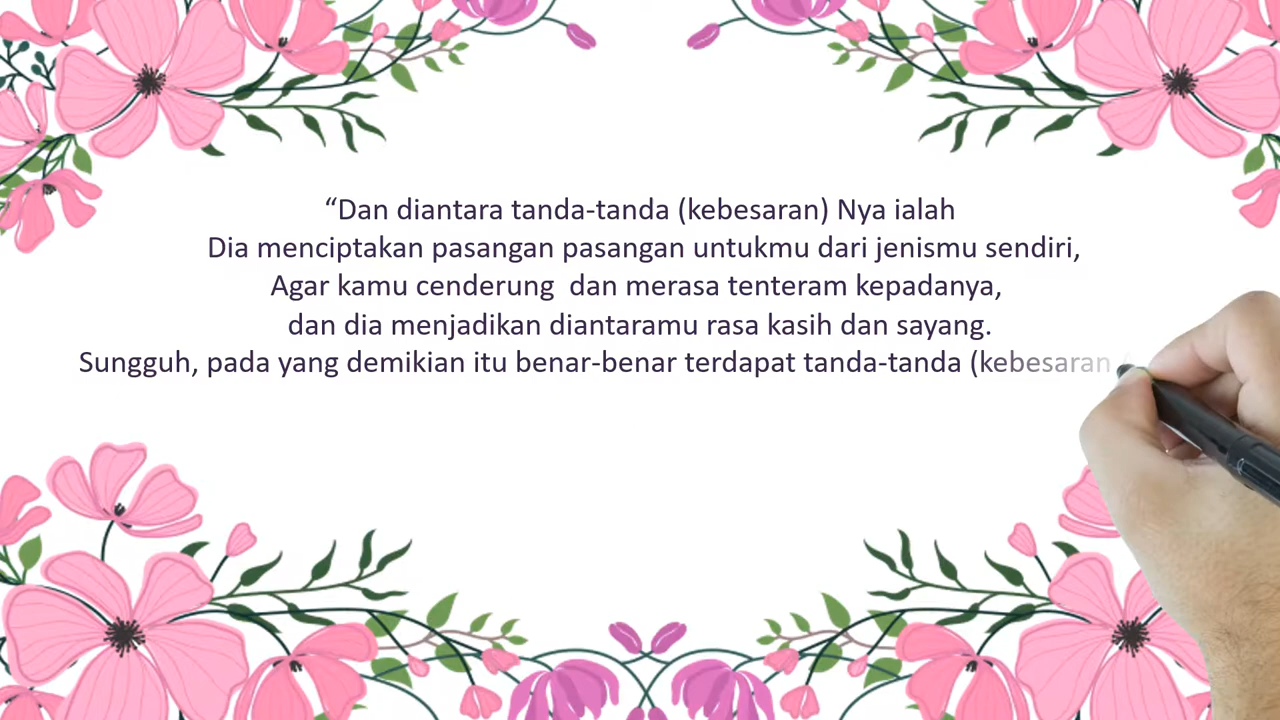 “Dan diantara tanda-tanda (kebesaran) Nya ialah
Dia menciptakan pasangan pasangan untukmu dari jenismu sendiri,
Agar kamu cenderung  dan merasa tenteram kepadanya,
dan dia menjadikan diantaramu rasa kasih dan sayang.
Sungguh, pada yang demikian itu benar-benar terdapat tanda-tanda (kebesaran